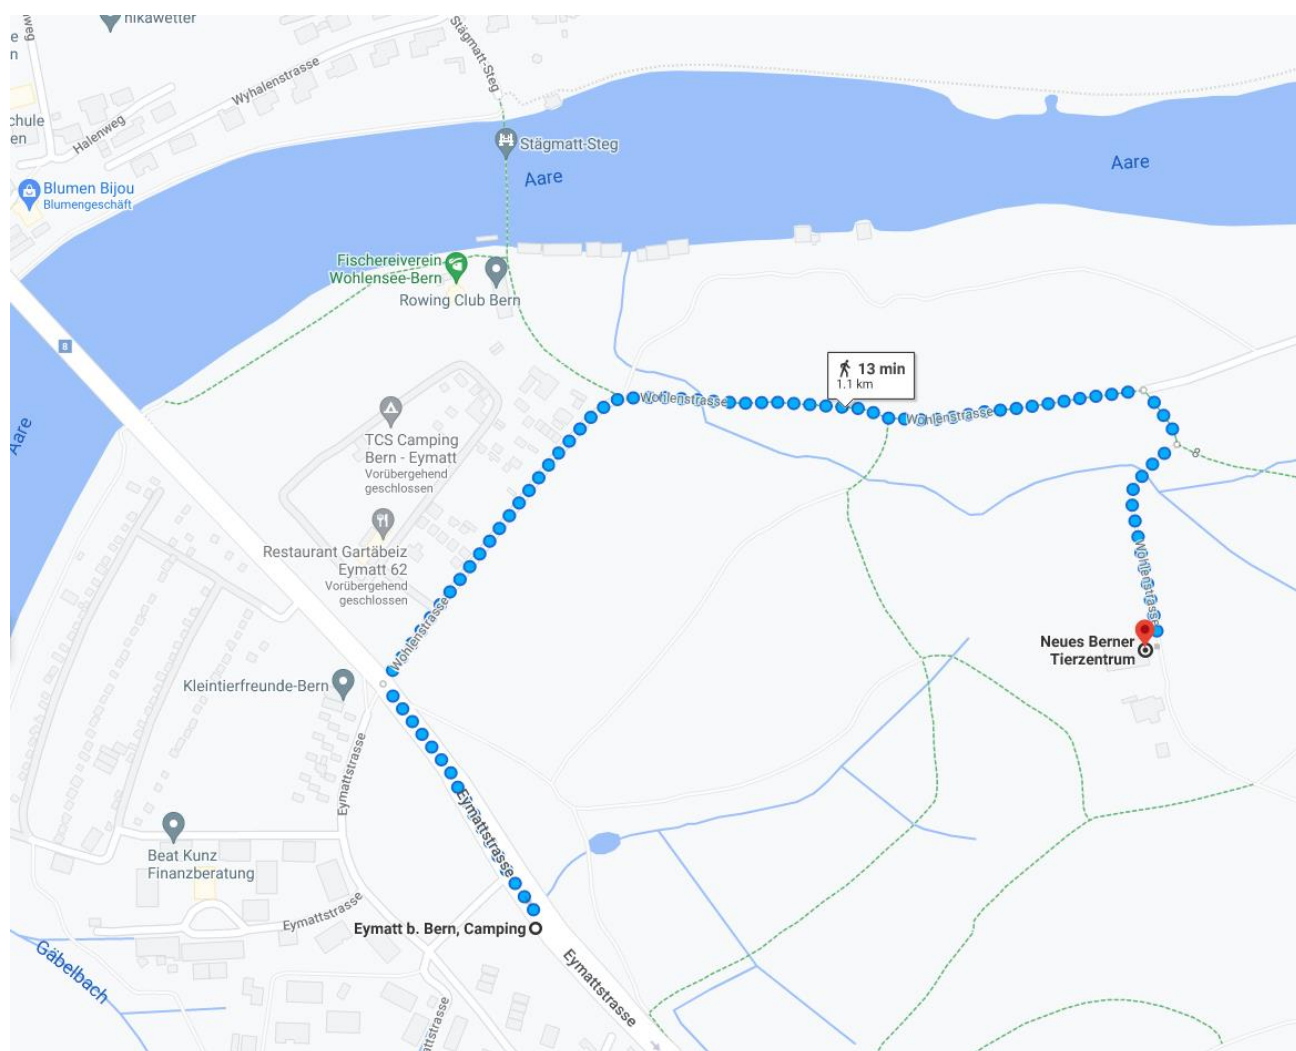 nikawetter
Stägmatt-Steg
Wyhalenstrasse
Halenweg
Stägmatt-Steg
Aare
Aare
Blumen Bijou
Blumengeschäft
Fischereiverein
Wohlensee-Bern
Rowing Club Bern
8
13 min
1.1 km
Wohlenstrasse
Wohlenstrasse
Aare
TCS Camping
Bern - Eymatt
Vorübergehend
geschlossen
8
Restaurant Gartäbeiz
Eymatt 62
Vorübergehend
geschlossen
Wohlenstrasse
Wohlenstrasse
Neues Berner
Tierzentrum
Kleintierfreunde-Bern
Eymattstrasse
Eymattstrasse
Beat Kunz
Finanzberatung
Eymattstrasse
Eymatt b. Bern, Camping
Gäbelbach
Eymattstrasse
attstrasse